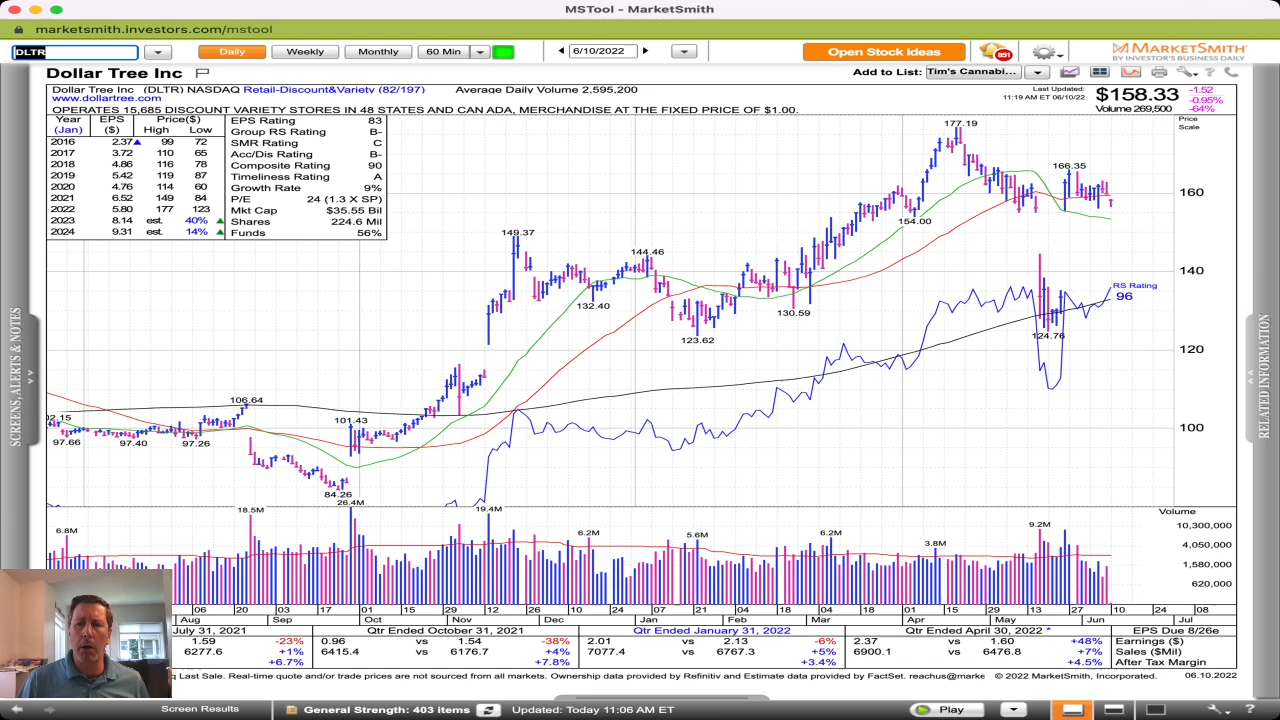 MSTool – MarketSmith
marketsmith.investors.com/mstool
DLTR Daily Weekly Monthly 60 Min 6/10/2022 Open Stock Ideas 851 MARKETSMITH
BY INVESTOR'S BUSINESS DAILY
Dollar Tree Inc Add to List: Tim's Cannabi...
Dollar Tree Inc (DLTR) NASDAQ Retail-Discount&Variety (82/197) Average Daily Volume 2,595,200
www.dollartree.com
OPERATES 15,685 DISCOUNT VARIETY STORES IN 48 STATES AND CAN ADA. MERCHANDISE AT THE FIXED PRICE OF $1.00.
Last Updated:
11:19 AM ET 06/10/22
$158.33 -1.52
-0.95%
Volume 269,500 -64%
Year EPS Price($)
(Jan) ($) High Low
2016 2.37 99 72
2017 3.72 110 65
2018 4.86 116 78
2019 5.42 119 87
2020 4.76 114 60
2021 6.52 149 84
2022 5.80 177 123
2023 8.14 est. 40%
2024 9.31 est. 14%
EPS Rating 83
Group RS Rating B-
SMR Rating C
Acc/Dis Rating B-
Composite Rating 90
Timeliness Rating A
Growth Rate 9%
P/E 24 (1.3 X SP)
Mkt Cap $35.55 Bil
Shares 224.6 Mil
Funds 56%
Price
Scale
177.19
166.35
160
154.00
149.37
144.46
140
132.40
130.59
RS Rating
96
123.62
124.76
120
106.64
02.15
101.43
100
97.66 97.40 97.26
84.26
Volume
26.4M
18.5M
19.4M
6.8M
6.2M
5.6M
6.2M
3.8M
9.2M
10,300,000
4,050,000
1,580,000
620,000
06 20 03 17 01 15 29 12 26 10 24 07 21 04 18 04 18 01 15 29 13 27 10 24 08
Aug Sep Oct Nov Dec Jan Feb Mar Apr May Jun Jul
July 31, 2021 Qtr Ended October 31, 2021 Qtr Ended January 31, 2022 Qtr Ended April 30, 2022 * EPS Due 8/26e
1.59 -23% 0.96 vs 1.54 -38% 2.01 vs 2.13 -6% 2.37 vs 1.60 +48% Earnings ($)
6277.6 +1% 6415.4 vs 6176.7 +4% 7077.4 vs 6767.3 +5% 6900.1 vs 6476.8 +7% Sales ($Mil)
+6.7% +7.8% +3.4% +4.5% After Tax Margin
q Last Sale. Real-time quote and/or trade prices are not sourced from all markets. Ownership data provided by Refinitiv and Estimate data provided by FactSet. reachus@marke © 2022 MarketSmith, Incorporated. 06.10.2022
SCREENS, ALERTS & NOTES
RELATED INFORMATION
Screen Results General Strength: 403 items Updated: Today 11:06 AM ET Play